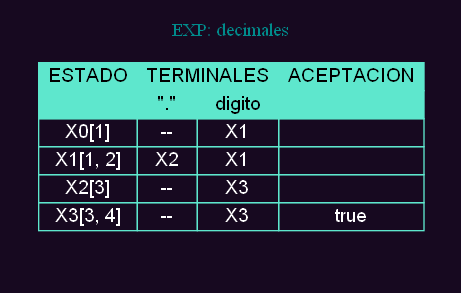 EXP: decimales
ESTADO TERMINALES ACEPTACION
"." digito
X0[1] -- X1
X1[1, 2] X2 X1
X2[3] -- X3
X3[3, 4] -- X3 true